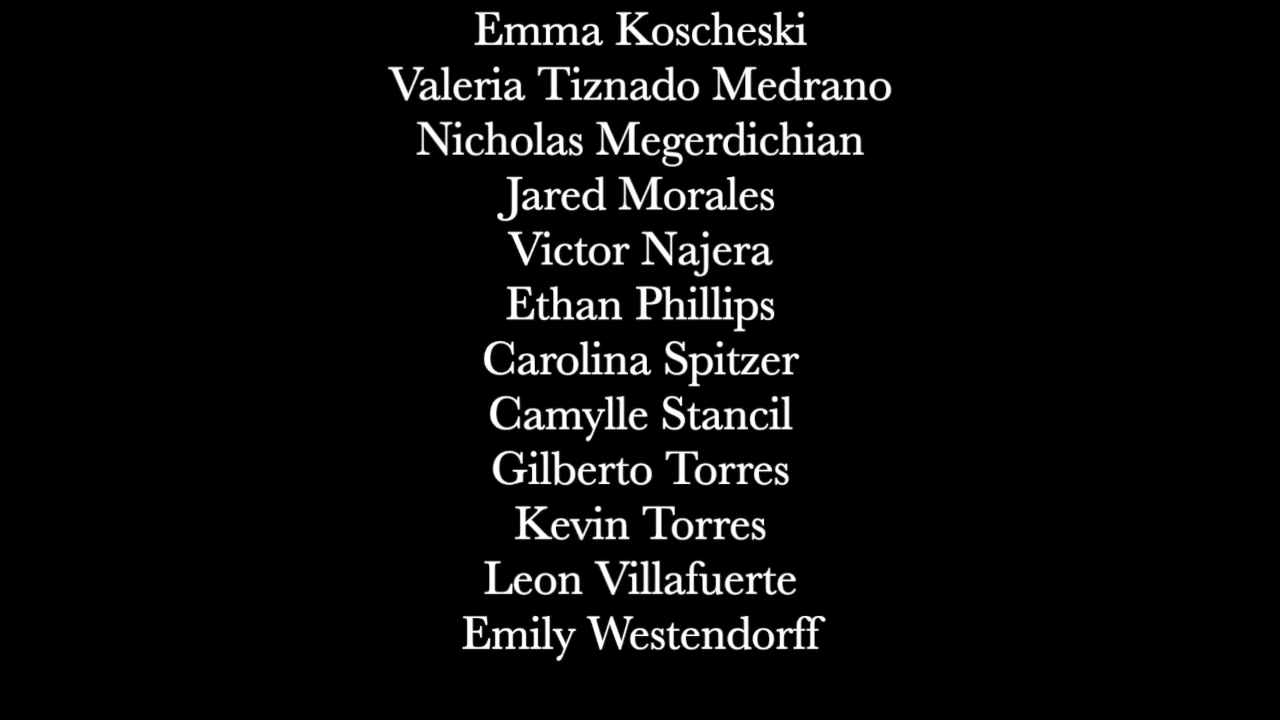 Emma Koscheski
Valeria Tiznado Medrano
Nicholas Megerdichian
Jared Morales
Victor Najera
Ethan Phillips
Carolina Spitzer
Camylle Stancil
Gilberto Torres
Kevin Torres
Leon Villafuerte
Emily Westendorff